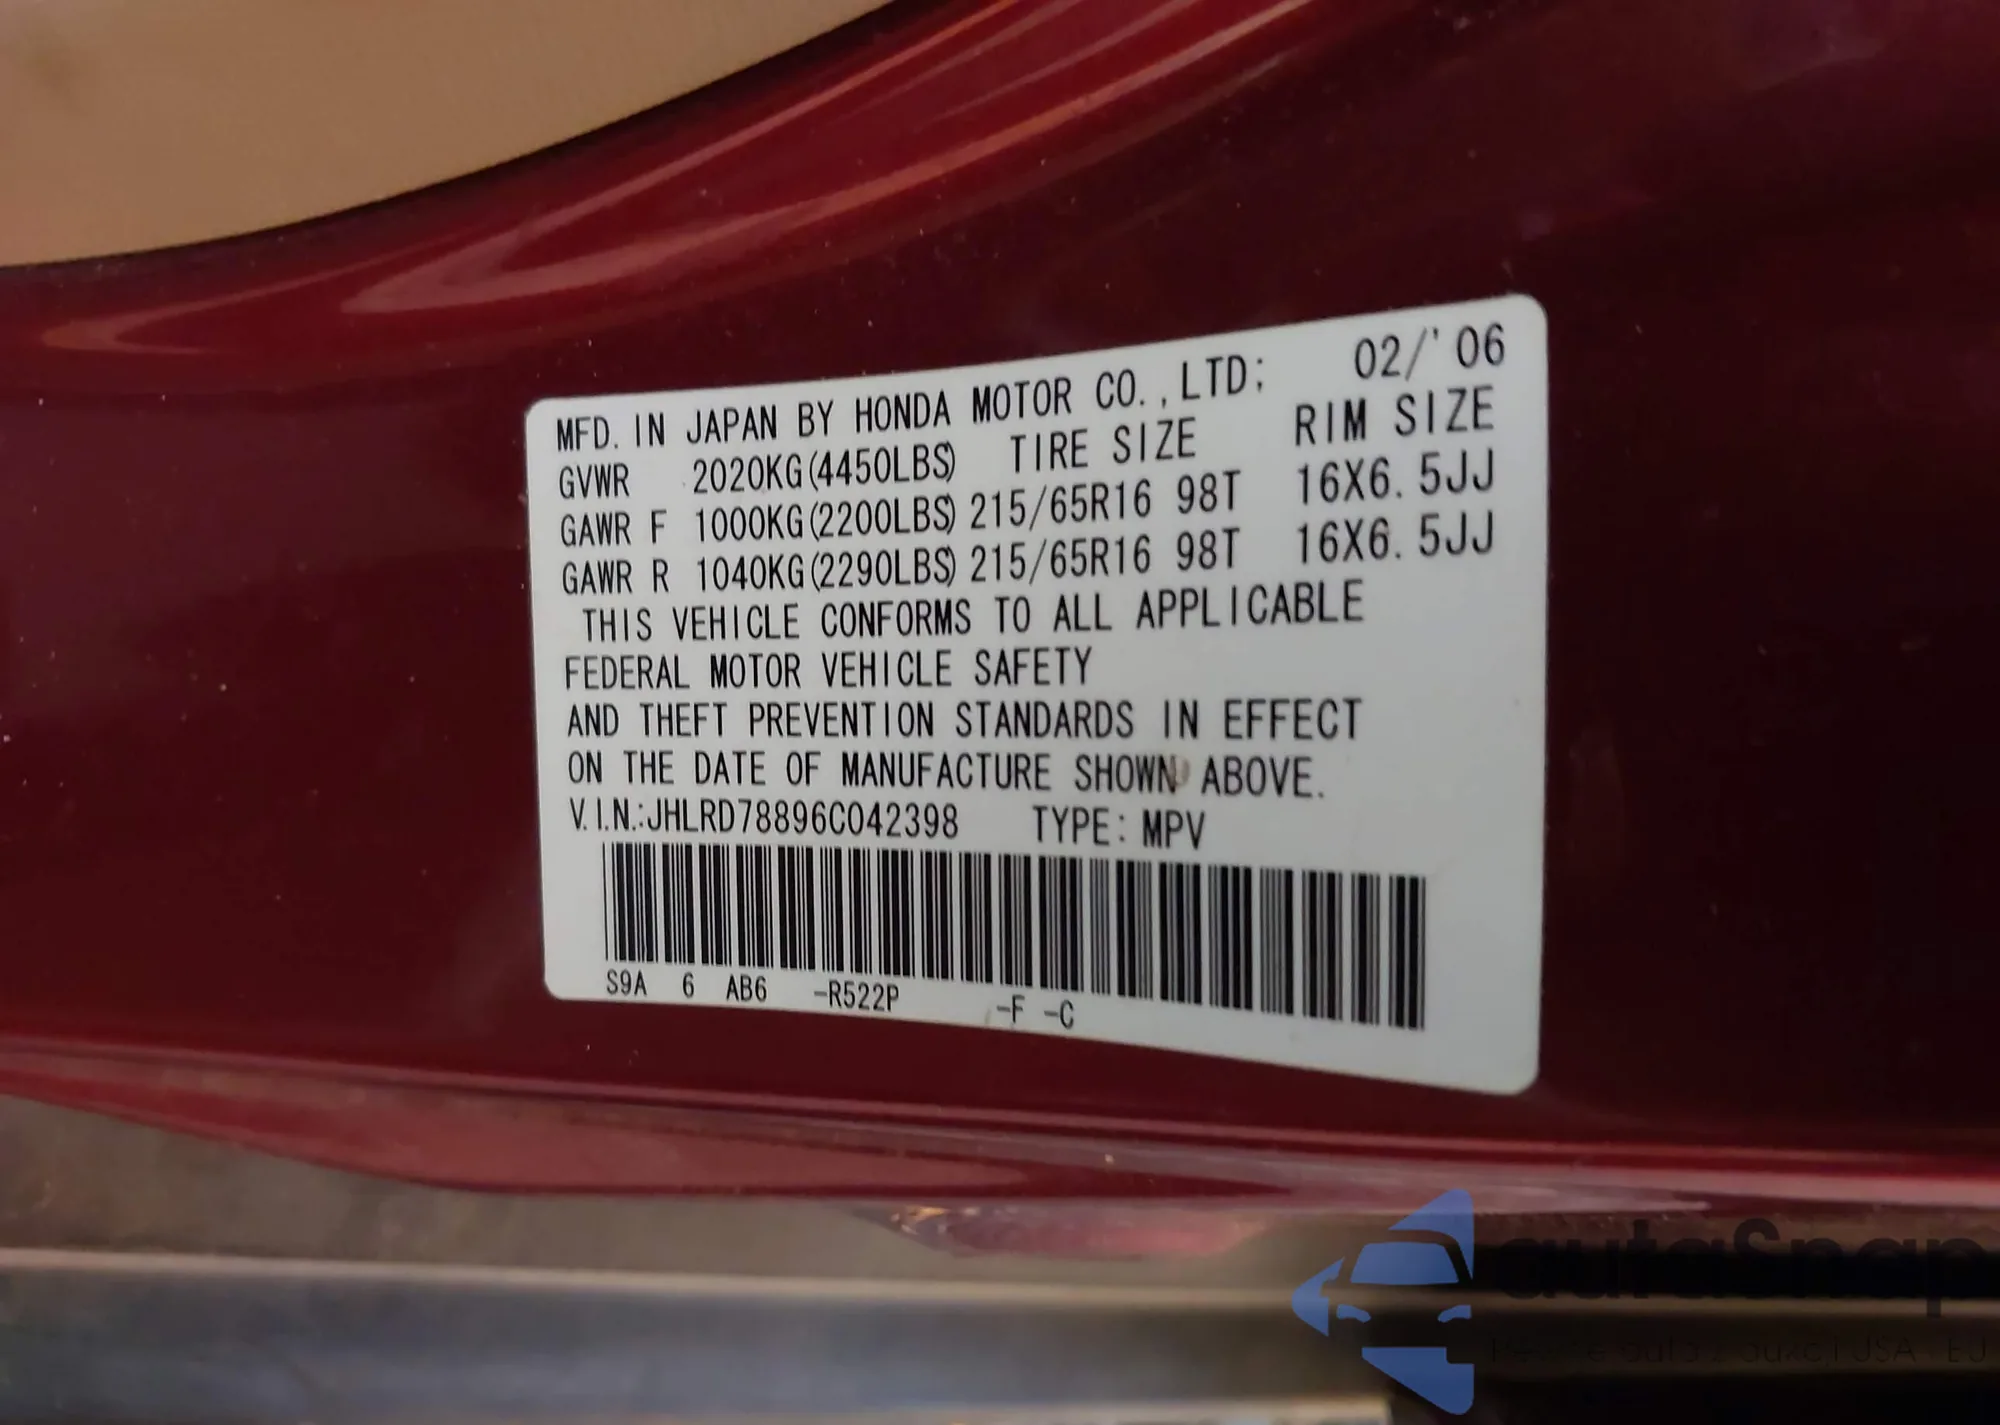 MFD. IN JAPAN BY HONDA MOTOR CO.,LTD; 02/'06
GVWR 2020KG(4450LBS) TIRE SIZE RIM SIZE
GAWR F 1000KG(2200LBS) 215/65R16 98T 16X6.5JJ
GAWR R 1040KG(2290LBS) 215/65R16 98T 16X6.5JJ
THIS VEHICLE CONFORMS TO ALL APPLICABLE
FEDERAL MOTOR VEHICLE SAFETY
AND THEFT PREVENTION STANDARDS IN EFFECT
ON THE DATE OF MANUFACTURE SHOWN ABOVE.
V.I.N.:JHLRD78896C042398 TYPE: MPV
S9A 6 AB6 -R522P -F -C
autaSnap